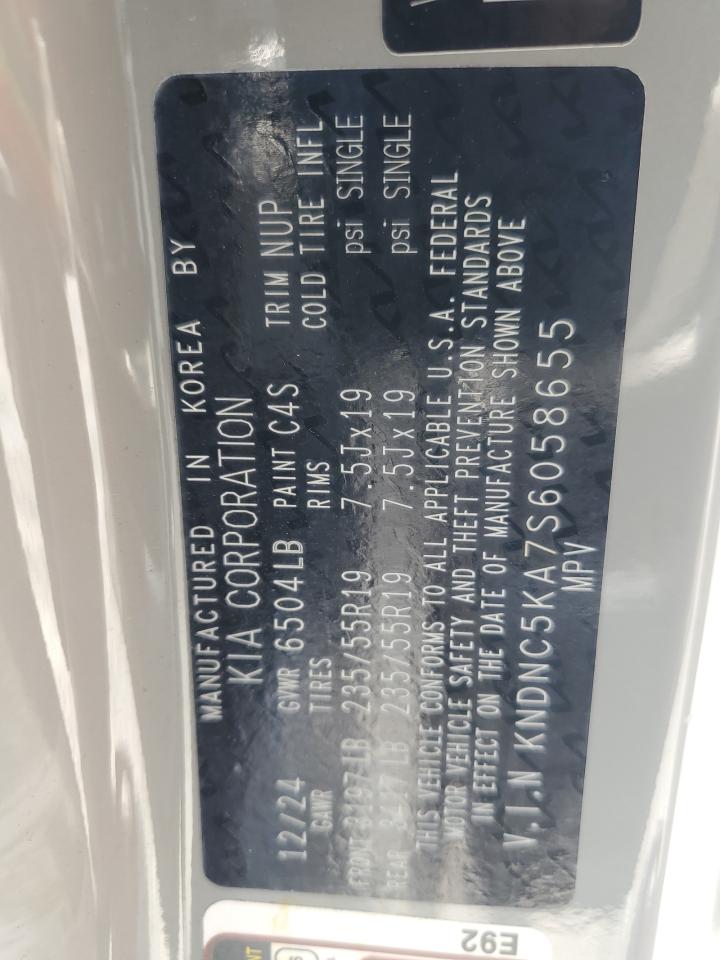 MANUFACTURED IN KOREA BY
KIA CORPORATION
12/24 GVWR 6504LB PAINT C4S TRIM NUP
GAWR TIRES RIMS COLD TIRE INFL
FRONT 235/55R19 7.5Jx19 psi SINGLE
REAR 235/55R19 7.5Jx19 psi SINGLE
THIS VEHICLE CONFORMS TO ALL APPLICABLE U.S.A. FEDERAL
MOTOR VEHICLE SAFETY AND THEFT PREVENTION STANDARDS
IN EFFECT ON THE DATE OF MANUFACTURE SHOWN ABOVE
V.I.N KNDNC5KA7S6058655
MPV
E92